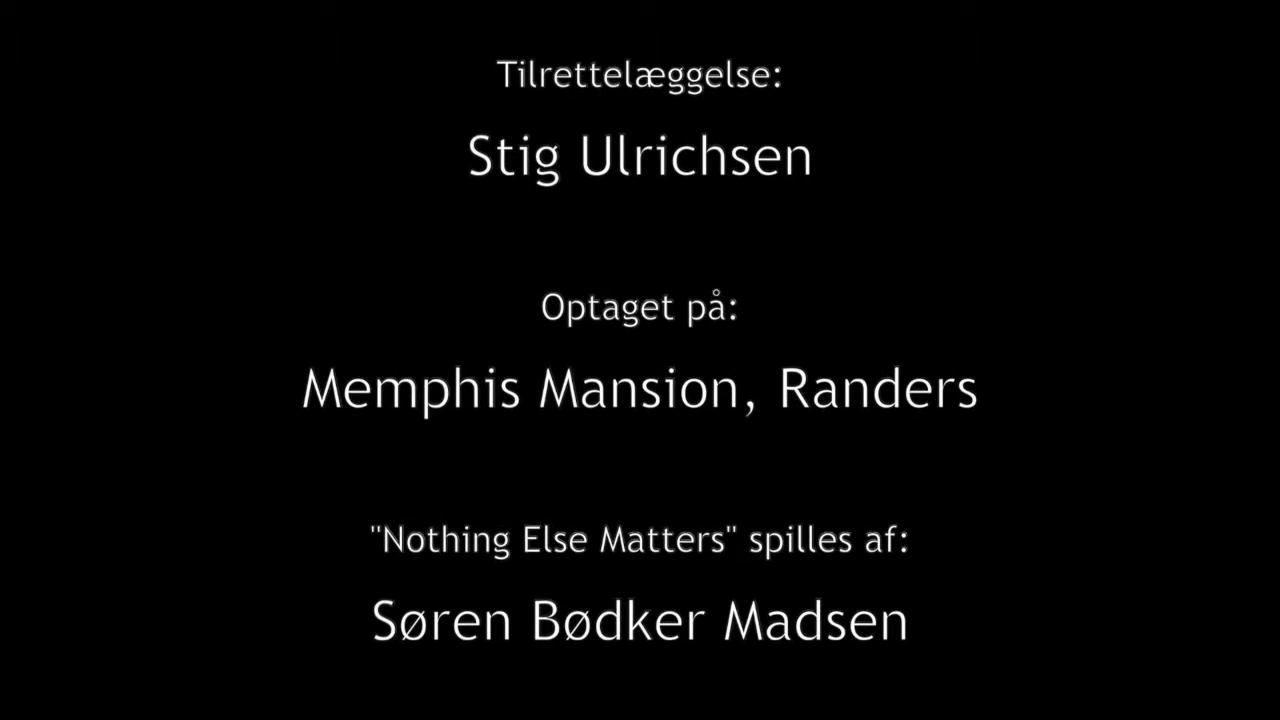 Tilrettelæggelse:
Stig Ulrichsen
Optaget på:
Memphis Mansion, Randers
"Nothing Else Matters" spilles af:
Søren Bødker Madsen